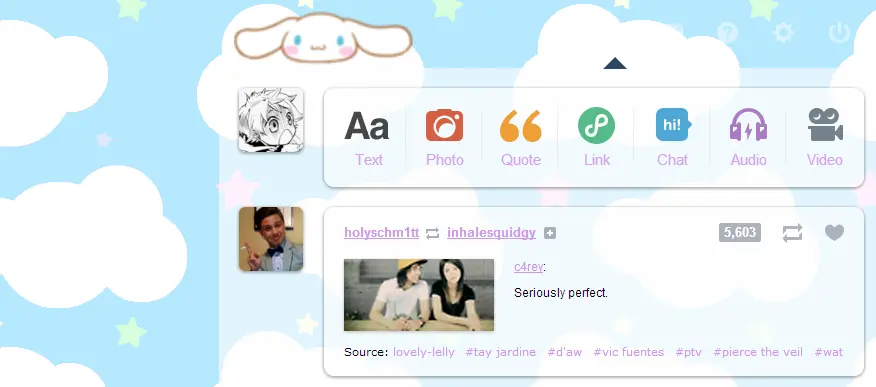 Aa hi!
Text Photo Quote Link Chat Audio Video
holyschm1tt inhalesquidgy 5,603
c4rev:
Seriously perfect.
Source: lovely-lelly #tay jardine #d'aw #vic fuentes #ptv #pierce the veil #wat